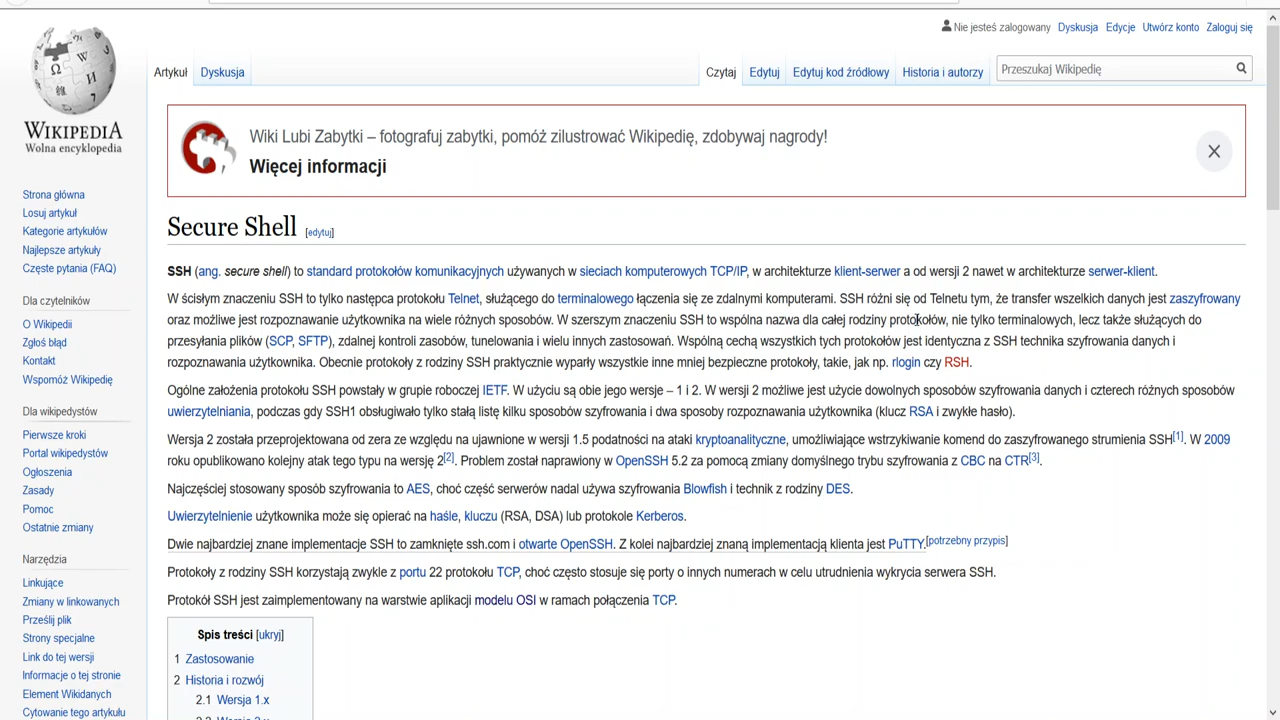 Nie jesteś zalogowany Dyskusja Edycje Utwórz konto Zaloguj się
Artykuł Dyskusja Czytaj Edytuj Edytuj kod źródłowy Historia i autorzy Przeszukaj Wikipedię
WIKIPEDIA
Wolna encyklopedia
Strona główna
Losuj artykuł
Kategorie artykułów
Najlepsze artykuły
Częste pytania (FAQ)
Dla czytelników
O Wikipedii
Zgłoś błąd
Kontakt
Wspomóż Wikipedię
Dla wikipedystów
Pierwsze kroki
Portal wikipedystów
Ogłoszenia
Zasady
Pomoc
Ostatnie zmiany
Narzędzia
Linkujące
Zmiany w linkowanych
Prześlij plik
Strony specjalne
Link do tej wersji
Informacje o tej stronie
Element Wikidanych
Cytowanie tego artykułu
Wiki Lubi Zabytki – fotografuj zabytki, pomóż zilustrować Wikipedię, zdobywaj nagrody!
Więcej informacji
Secure Shell [edytuj]
SSH (ang. secure shell) to standard protokołów komunikacyjnych używanych w sieciach komputerowych TCP/IP, w architekturze klient-serwer a od wersji 2 nawet w architekturze serwer-klient.
W ścisłym znaczeniu SSH to tylko następca protokołu Telnet, służącego do terminalowego łączenia się ze zdalnymi komputerami. SSH różni się od Telnetu tym, że transfer wszelkich danych jest zaszyfrowany
oraz możliwe jest rozpoznawanie użytkownika na wiele różnych sposobów. W szerszym znaczeniu SSH to wspólna nazwa dla całej rodziny protokołów, nie tylko terminalowych, lecz także służących do
przesyłania plików (SCP, SFTP), zdalnej kontroli zasobów, tunelowania i wielu innych zastosowań. Wspólną cechą wszystkich tych protokołów jest identyczna z SSH technika szyfrowania danych i
rozpoznawania użytkownika. Obecnie protokoły z rodziny SSH praktycznie wyparły wszystkie inne mniej bezpieczne protokoły, takie, jak np. rlogin czy RSH.
Ogólne założenia protokołu SSH powstały w grupie roboczej IETF. W użyciu są obie jego wersje – 1 i 2. W wersji 2 możliwe jest użycie dowolnych sposobów szyfrowania danych i czterech różnych sposobów
uwierzytelniania, podczas gdy SSH1 obsługiwało tylko stałą listę kilku sposobów szyfrowania i dwa sposoby rozpoznawania użytkownika (klucz RSA i zwykłe hasło).
Wersja 2 została przeprojektowana od zera ze względu na ujawnione w wersji 1.5 podatności na ataki kryptoanalityczne, umożliwiające wstrzykiwanie komend do zaszyfrowanego strumienia SSH[1]. W 2009
roku opublikowano kolejny atak tego typu na wersję 2[2]. Problem został naprawiony w OpenSSH 5.2 za pomocą zmiany domyślnego trybu szyfrowania z CBC na CTR[3].
Najczęściej stosowany sposób szyfrowania to AES, choć część serwerów nadal używa szyfrowania Blowfish i technik z rodziny DES.
Uwierzytelnienie użytkownika może się opierać na haśle, kluczu (RSA, DSA) lub protokole Kerberos.
Dwie najbardziej znane implementacje SSH to zamknięte ssh.com i otwarte OpenSSH. Z kolei najbardziej znaną implementacją klienta jest PuTTY.[potrzebny przypis]
Protokoły z rodziny SSH korzystają zwykle z portu 22 protokołu TCP, choć często stosuje się porty o innych numerach w celu utrudnienia wykrycia serwera SSH.
Protokół SSH jest zaimplementowany na warstwie aplikacji modelu OSI w ramach połączenia TCP.
Spis treści [ukryj]
1 Zastosowanie
2 Historia i rozwój
2.1 Wersja 1.x